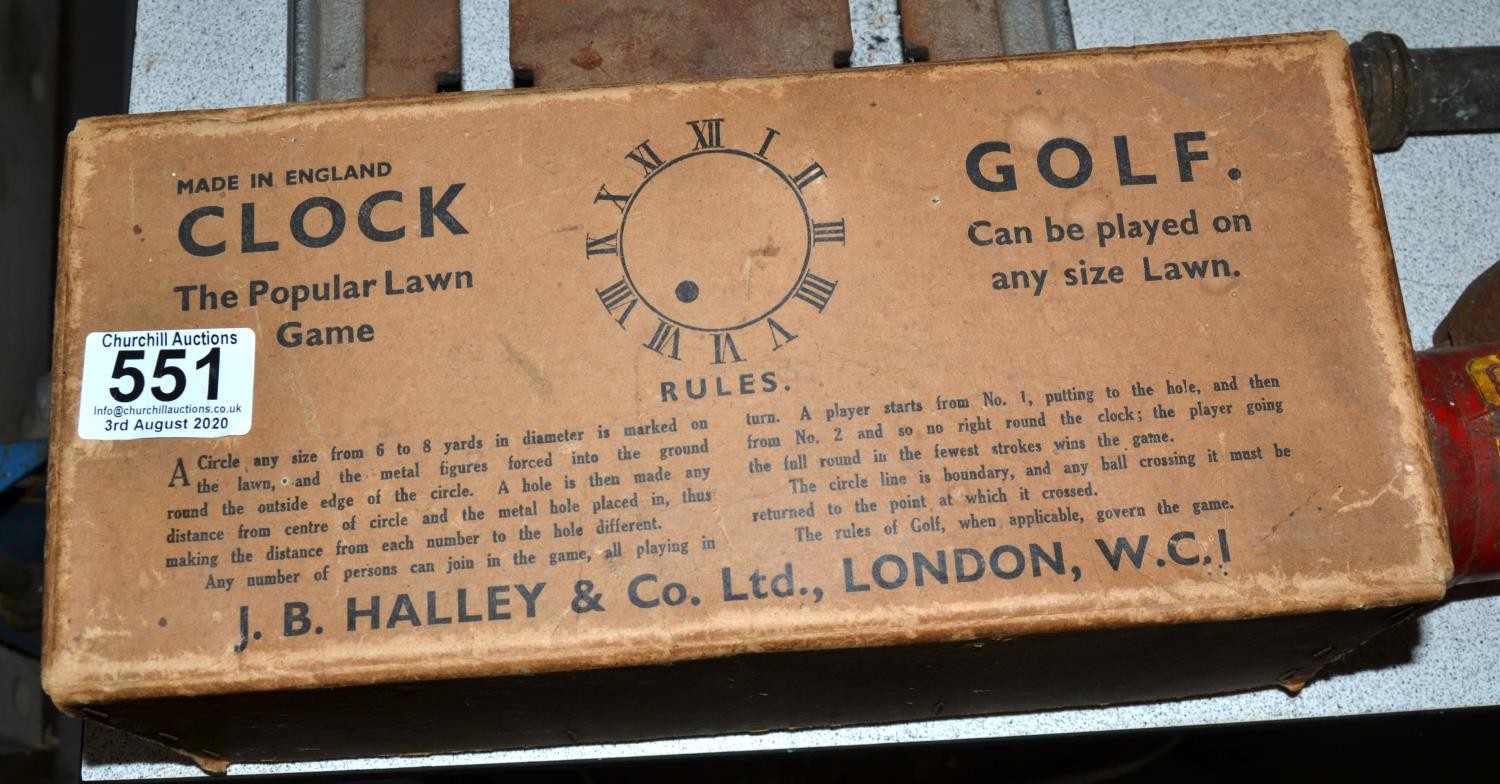 MADE IN ENGLAND
CLOCK
The Popular Lawn
Game
XII
I
II
III
IIII
V
VI
VII
VIII
IX
X
XI
GOLF.
Can be played on
any size Lawn.
Churchill Auctions
551
Info@churchillauctions.co.uk
3rd August 2020
RULES.
A Circle any size from 6 to 8 yards in diameter is marked on
the lawn, and the metal figures forced into the ground
round the outside edge of the circle. A hole is then made any
distance from centre of circle and the metal hole placed in, thus
making the distance from each number to the hole different.
Any number of persons can join in the game, all playing in
turn. A player starts from No. 1, putting to the hole, and then
from No. 2 and so no right round the clock; the player going
the full round in the fewest strokes wins the game.
The circle line is boundary, and any ball crossing it must be
returned to the point at which it crossed.
The rules of Golf, when applicable, govern the game.
J. B. HALLEY & Co. Ltd., LONDON, W.C.1